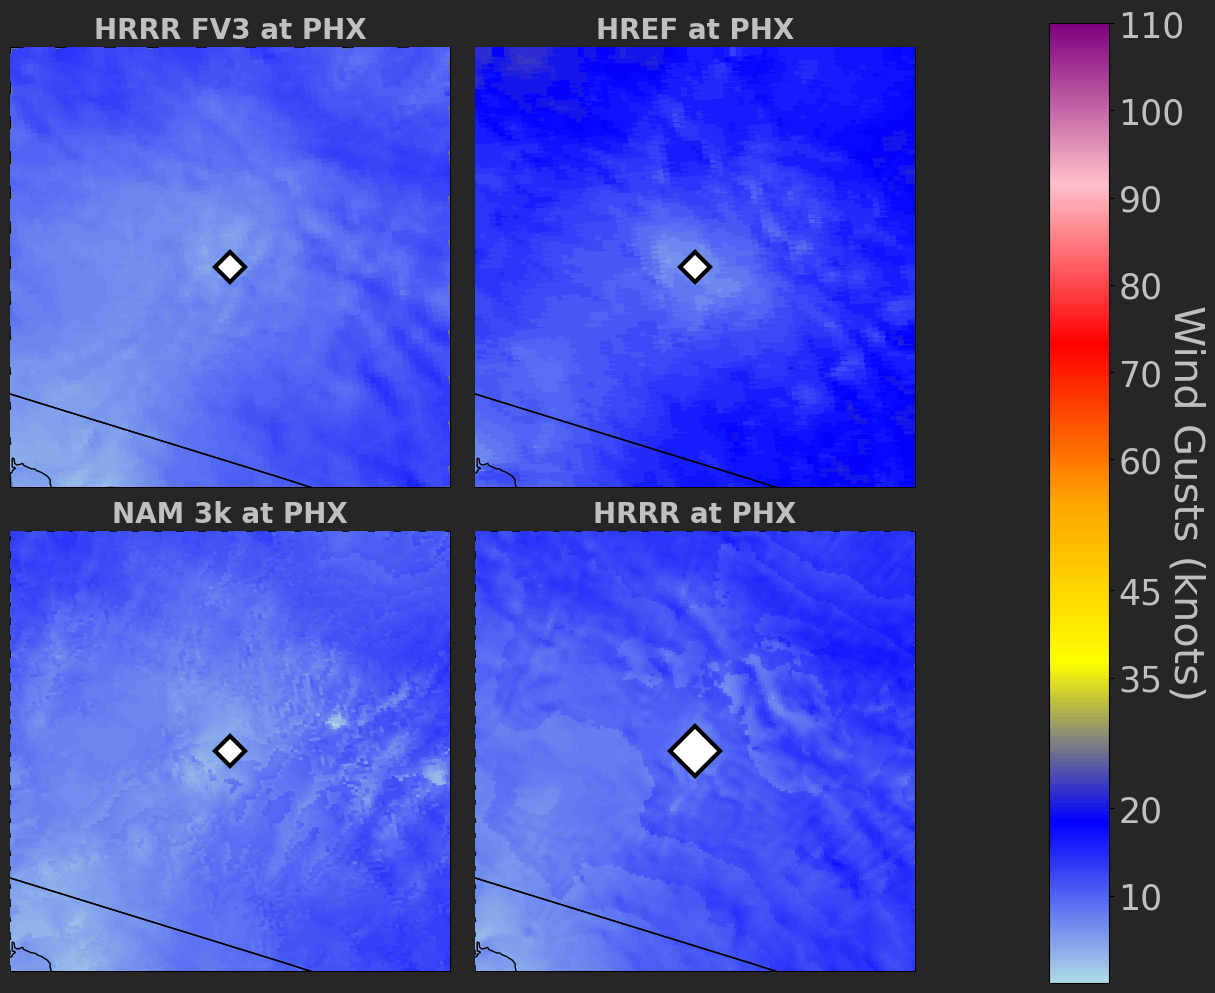 HRRR FV3 at PHX
HREF at PHX
NAM 3k at PHX
HRRR at PHX
110
100
90
80
70
60
45
35
20
10
Wind Gusts (knots)